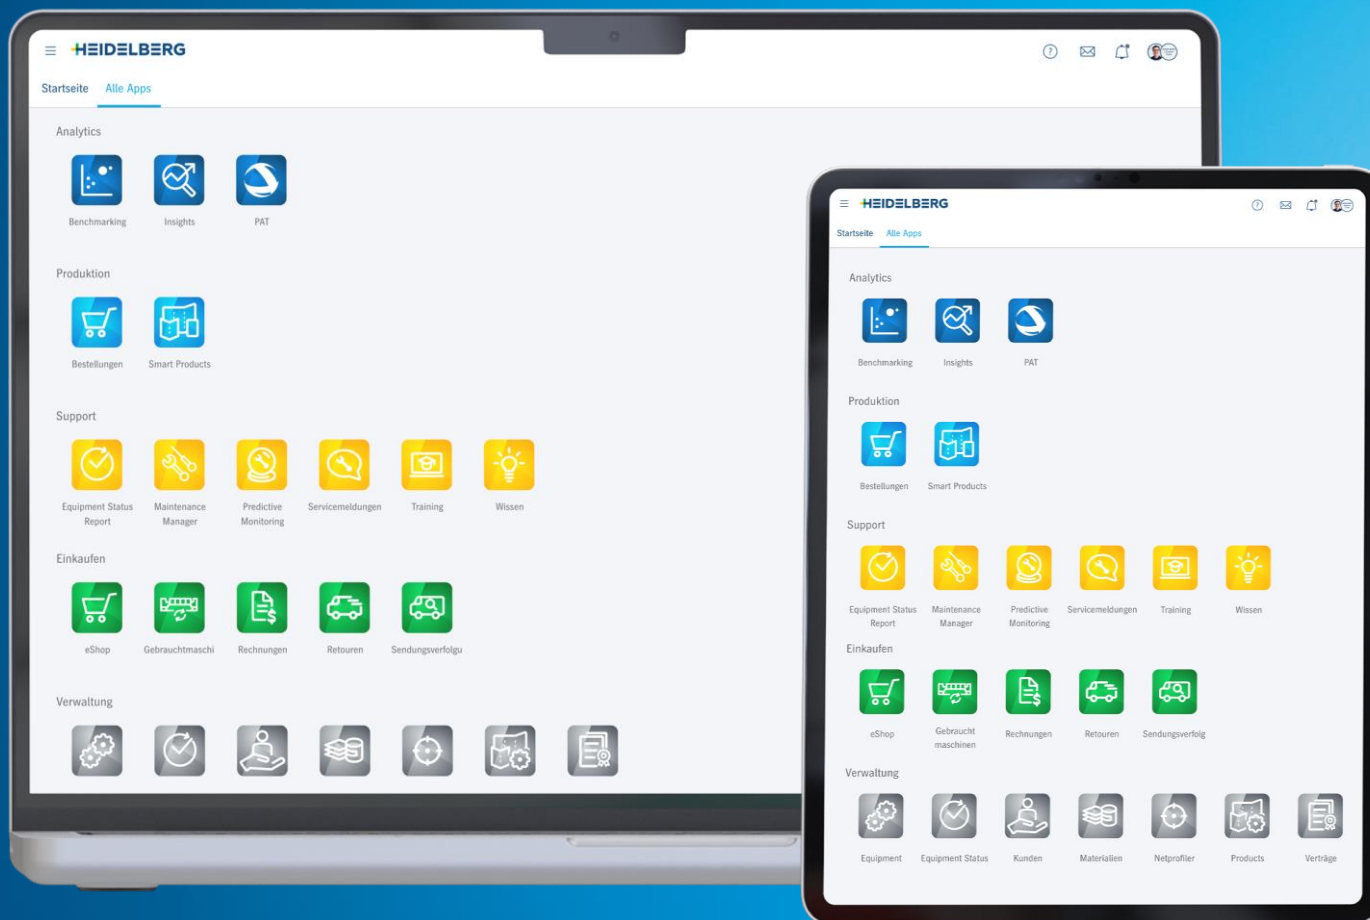 HEIDELBERG
Startseite Alle Apps
Analytics
Benchmarking Insights PAT
Produktion
Bestellungen Smart Products
Support
Equipment Status Report Maintenance Manager Predictive Monitoring Servicemeldungen Training Wissen
Einkaufen
eShop Gebrauchtmaschi Rechnungen Retouren Sendungsverfolgu
Verwaltung
HEIDELBERG
Startseite Alle Apps
Analytics
Benchmarking Insights PAT
Produktion
Bestellungen Smart Products
Support
Equipment Status Report Maintenance Manager Predictive Monitoring Servicemeldungen Training Wissen
Einkaufen
eShop Gebraucht maschinen Rechnungen Retouren Sendungsverfolg
Verwaltung
Equipment Equipment Status Kunden Materialien Netprofiler Products Verträge